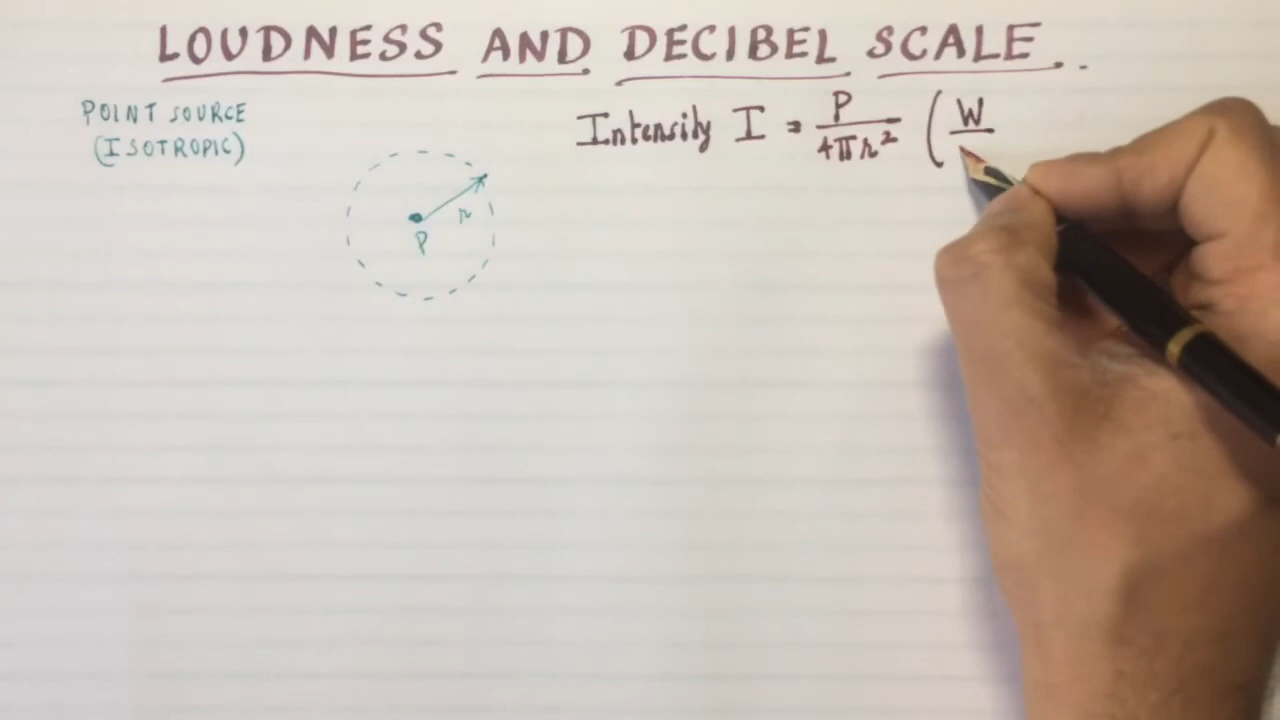 LOUDNESS AND DECIBEL SCALE..
POINT SOURCE
(ISOTROPIC)
Intensity I = P/4πr² (W/
r
P